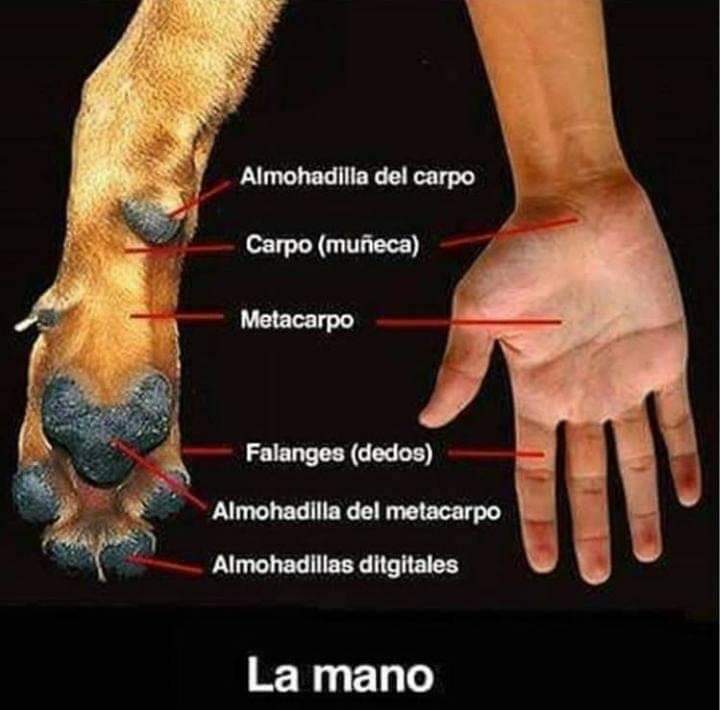 Almohadilla del carpo
Carpo (muñeca)
Metacarpo
Falanges (dedos)
Almohadilla del metacarpo
Almohadillas ditgitales
La mano